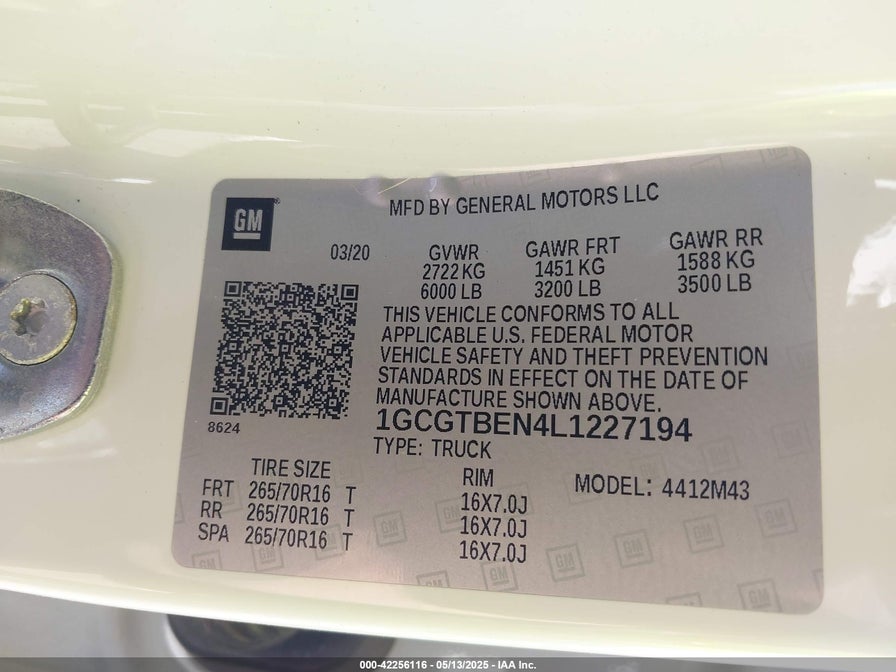 GM
MFD BY GENERAL MOTORS LLC
03/20
GVWR GAWR FRT GAWR RR
2722 KG 1451 KG 1588 KG
6000 LB 3200 LB 3500 LB
THIS VEHICLE CONFORMS TO ALL
APPLICABLE U.S. FEDERAL MOTOR
VEHICLE SAFETY AND THEFT PREVENTION
STANDARDS IN EFFECT ON THE DATE OF
MANUFACTURE SHOWN ABOVE.
8624
1GCGTBEN4L1227194
TYPE: TRUCK
TIRE SIZE RIM MODEL: 4412M43
FRT 265/70R16 T 16X7.0J
RR 265/70R16 T 16X7.0J
SPA 265/70R16 T 16X7.0J
000-42256116 - 05/13/2025 - IAA Inc.